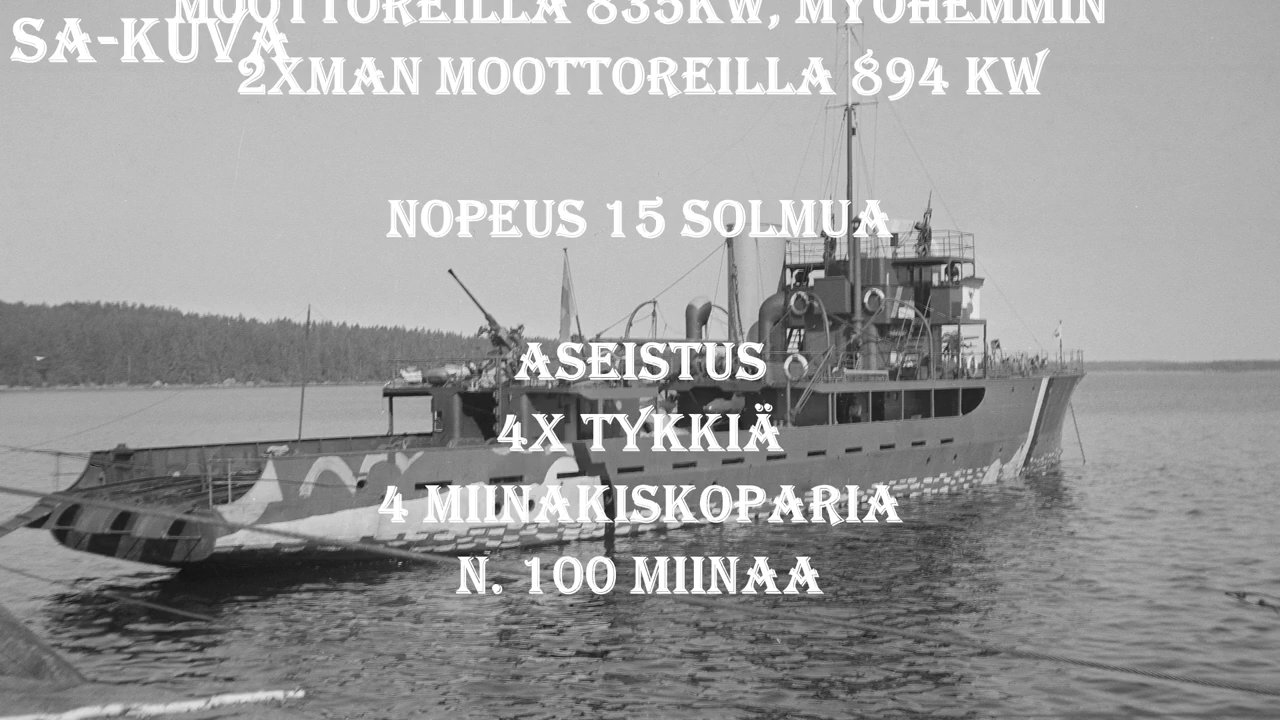 MOOTTOREILLA 835KW, MYÖHEMMIN
SA-KUVA
2XMAN MOOTTOREILLA 894 KW
NOPEUS 15 SOLMUA
ASEISTUS
4X TYKKIÄ
4 MIINAKISKOPARIA
N. 100 MIINAA